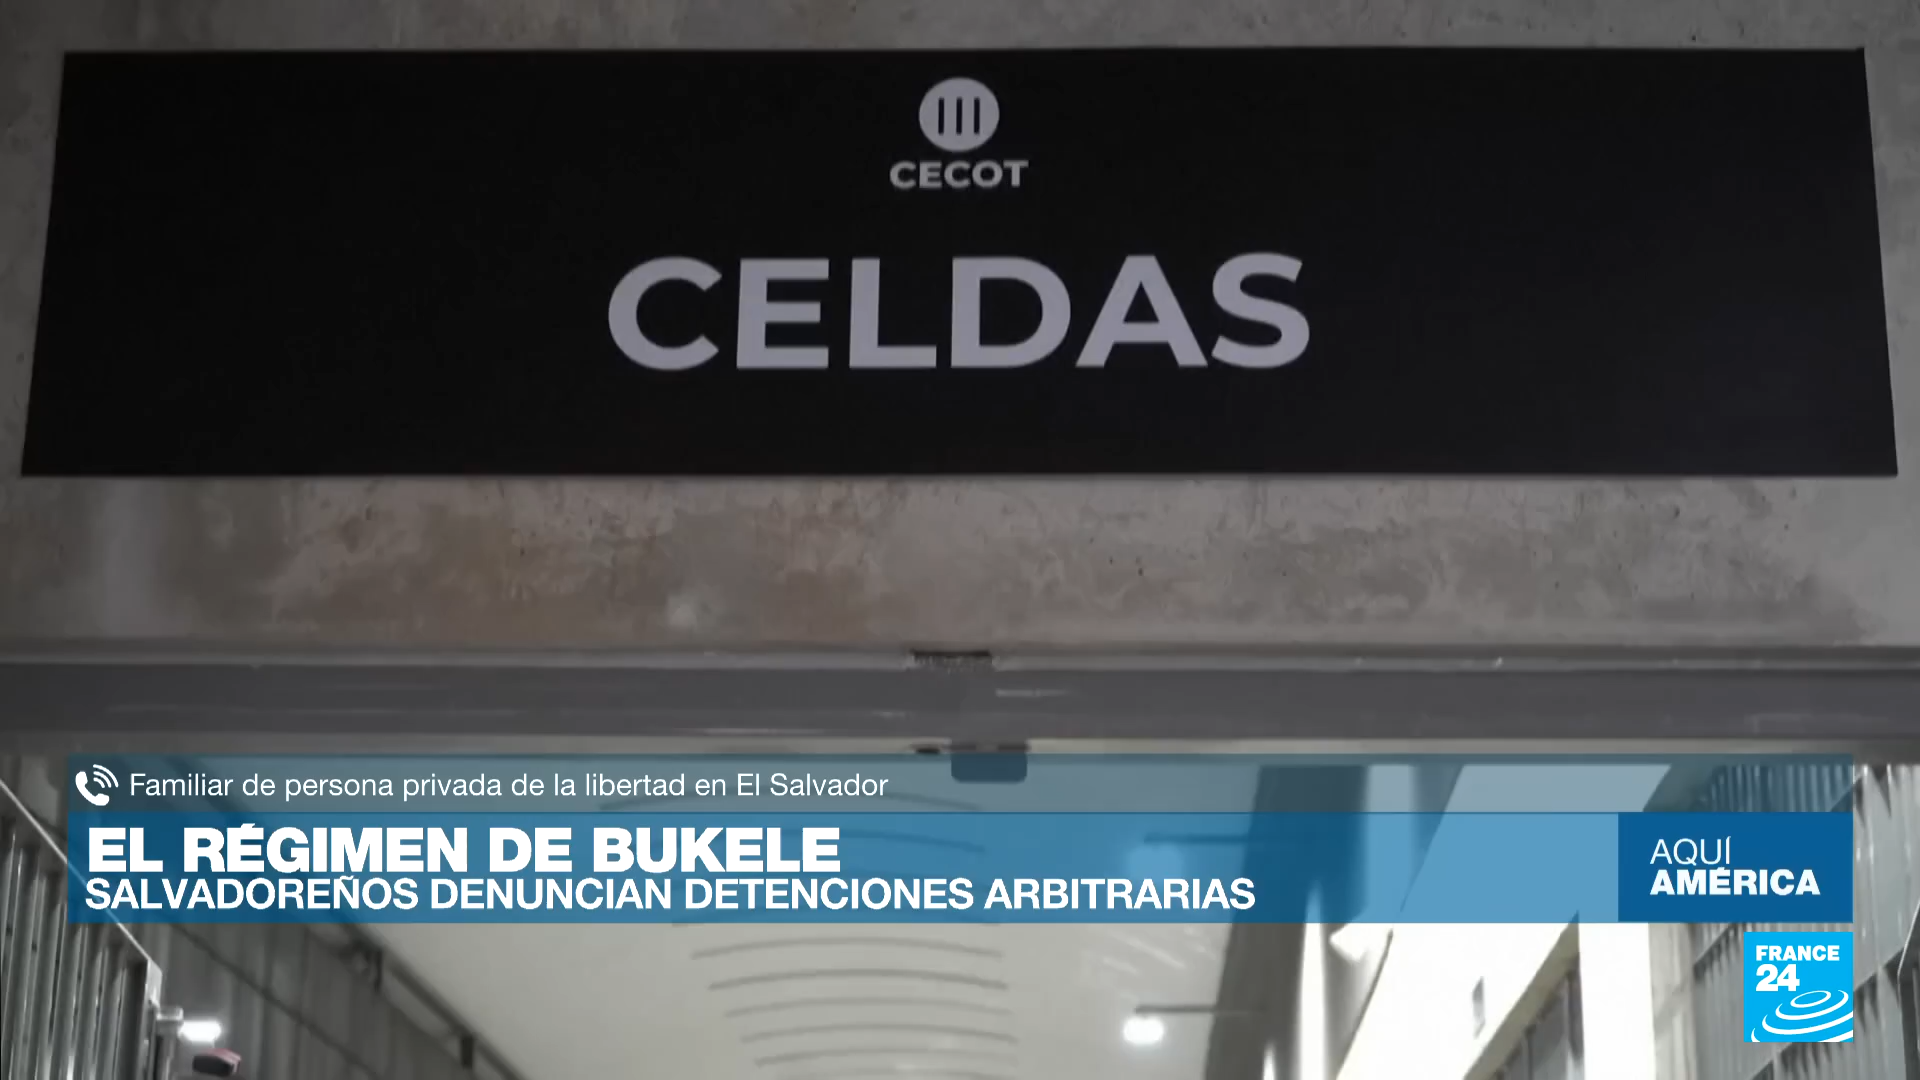 CECOT
CELDAS
Familiar de persona privada de la libertad en El Salvador
EL RÉGIMEN DE BUKELE
SALVADOREÑOS DENUNCIAN DETENCIONES ARBITRARIAS
AQUÍ
AMÉRICA
FRANCE
24